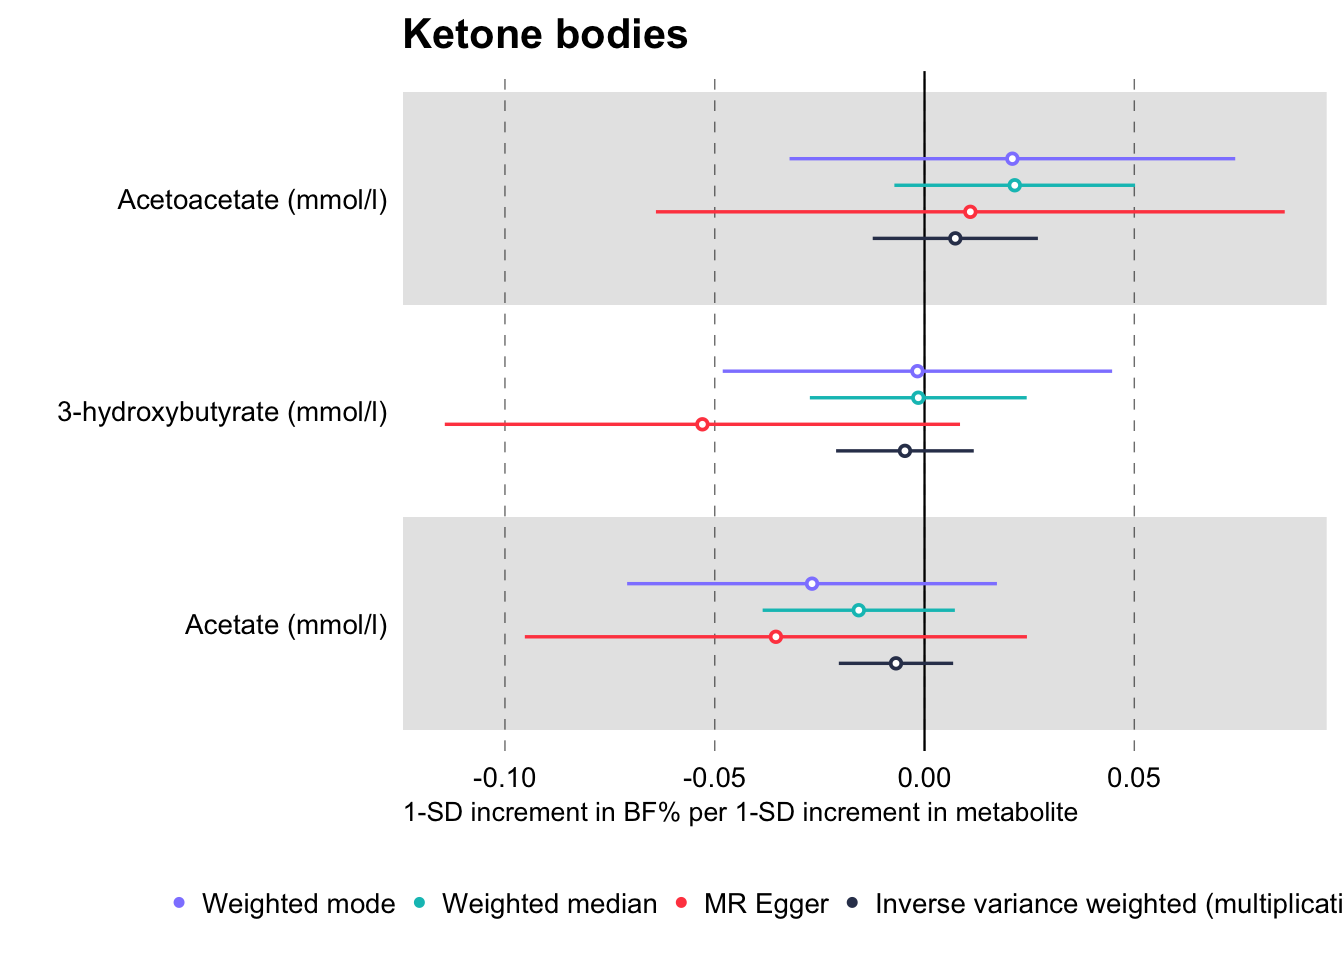 Ketone bodies
Acetoacetate (mmol/l)
3-hydroxybutyrate (mmol/l)
Acetate (mmol/l)
-0.10 -0.05 0.00 0.05
1-SD increment in BF% per 1-SD increment in metabolite
Weighted mode Weighted median MR Egger Inverse variance weighted (multiplicati